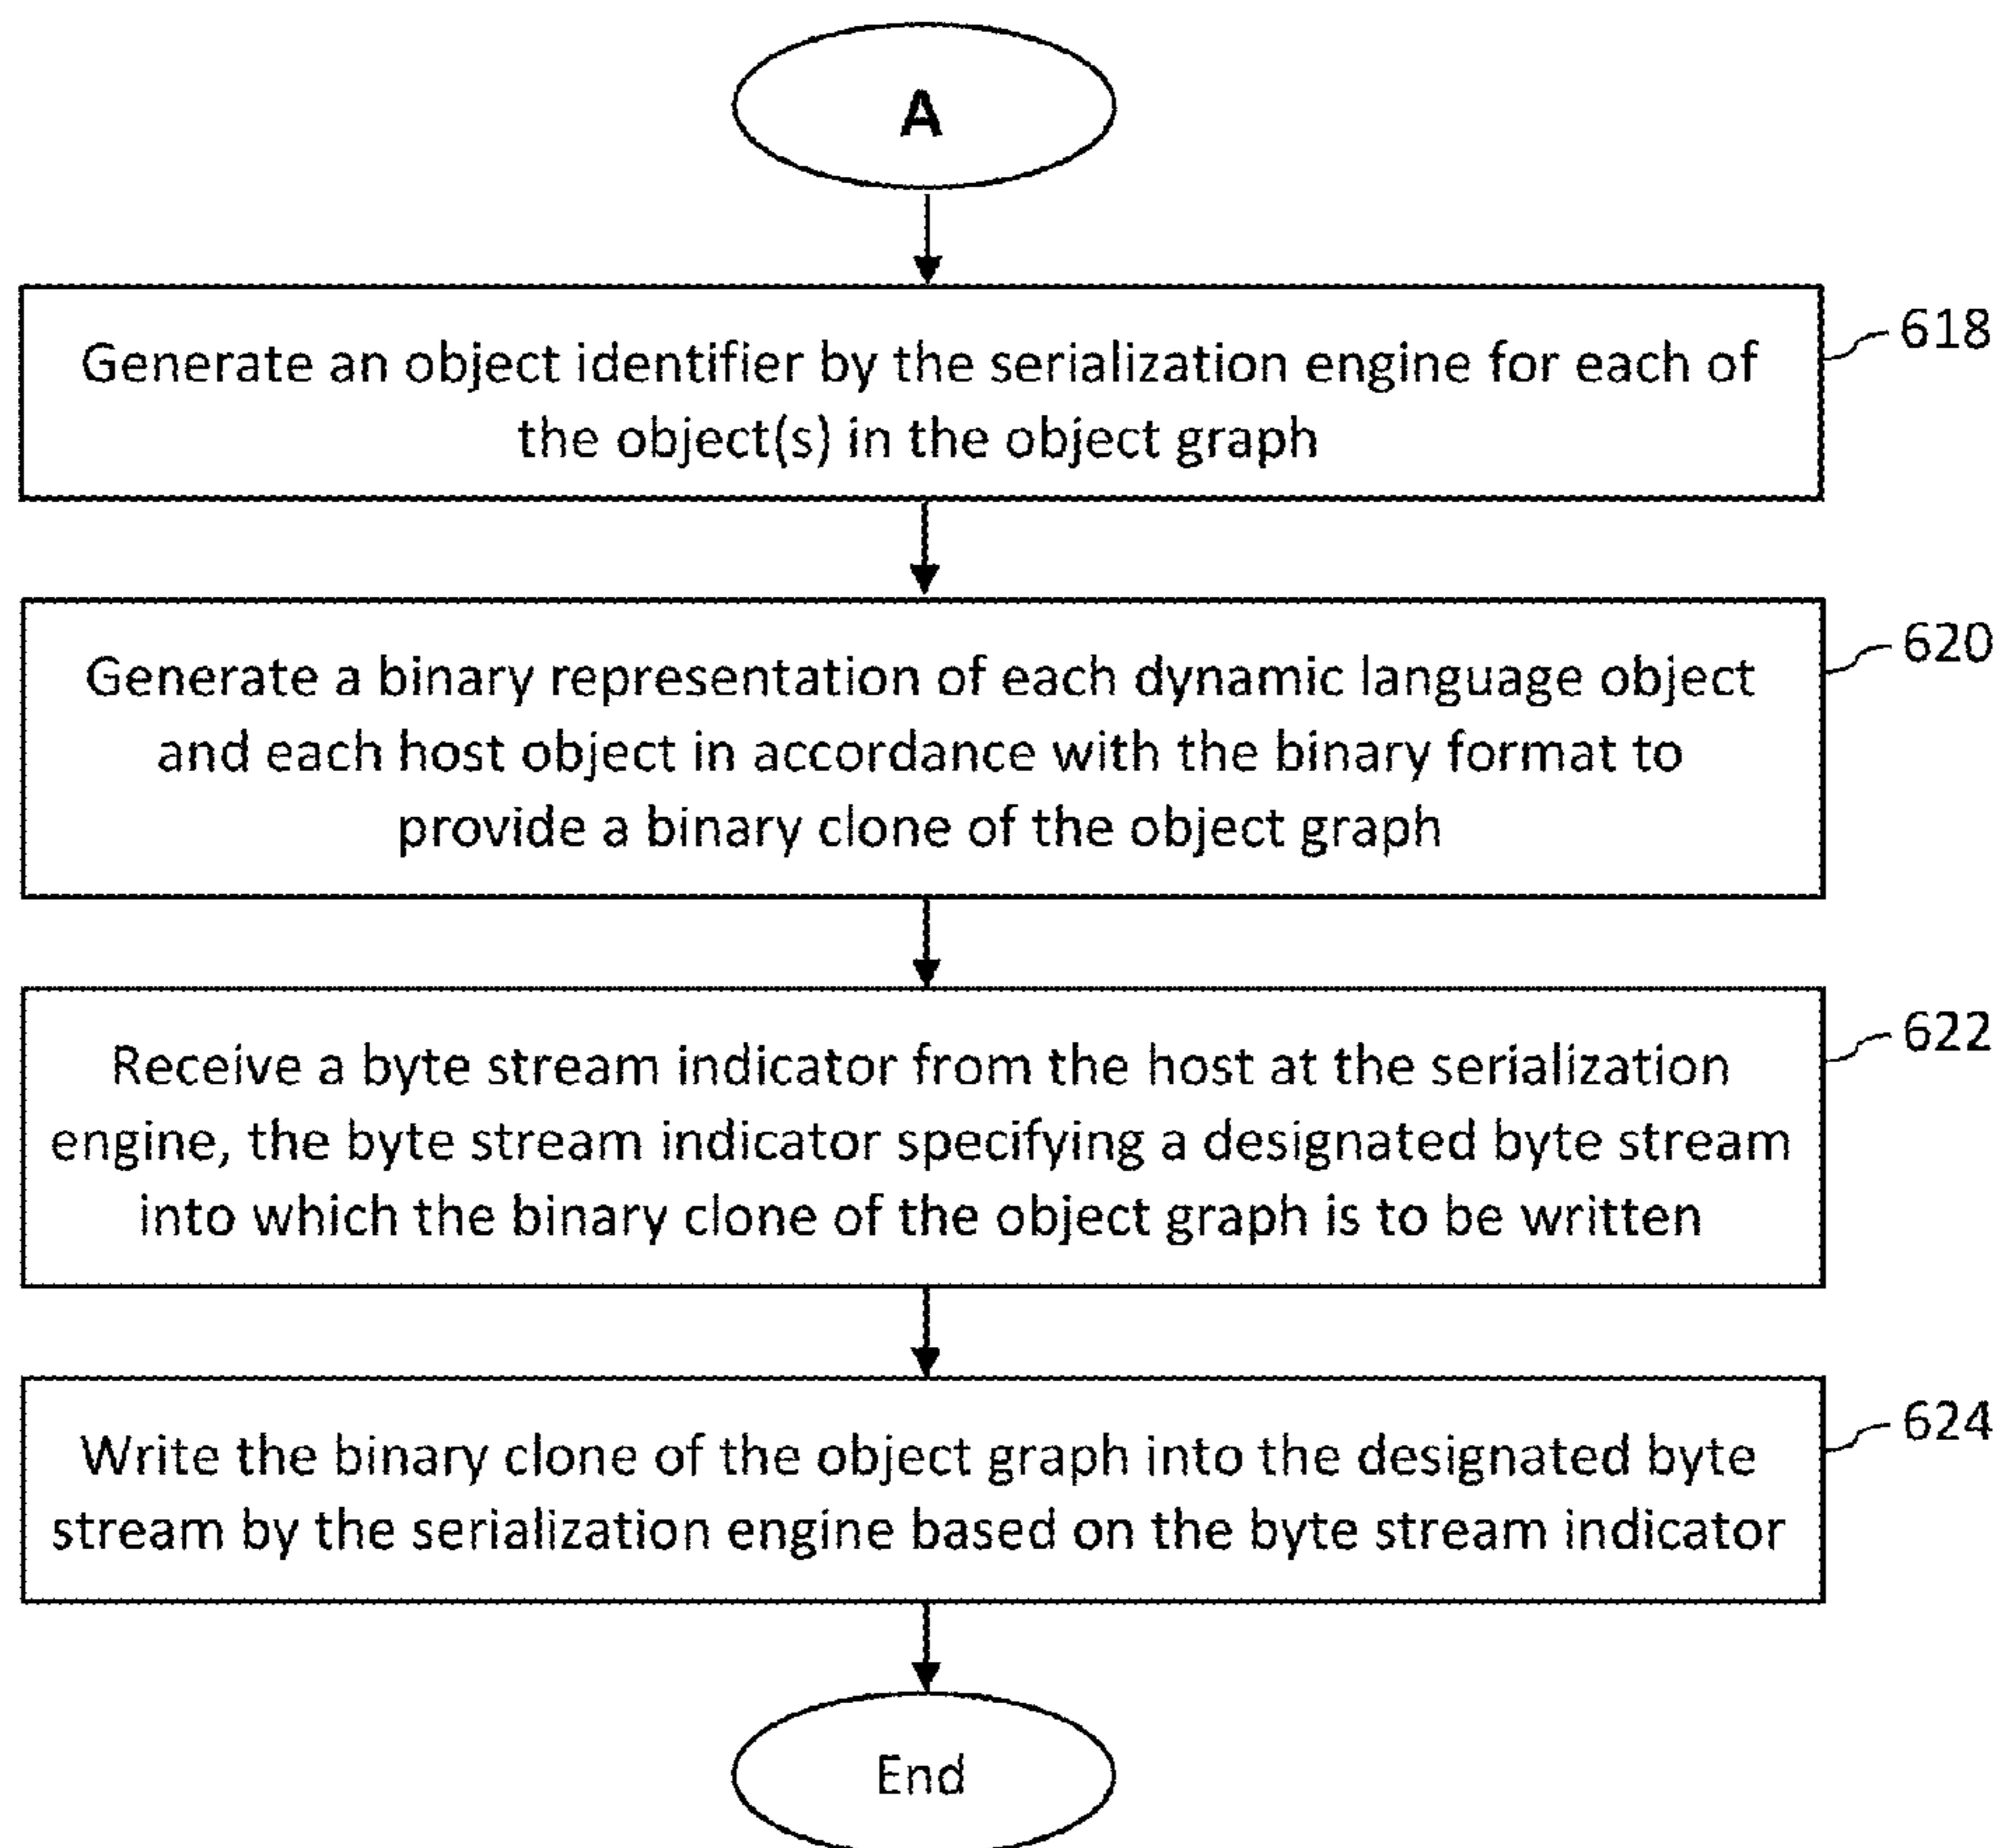 A
Generate an object identifier by the serialization engine for each of
the object(s) in the object graph
618
Generate a binary representation of each dynamic language object
and each host object in accordance with the binary format to
provide a binary clone of the object graph
620
Receive a byte stream indicator from the host at the serialization
engine, the byte stream indicator specifying a designated byte stream
into which the binary clone of the object graph is to be written
622
Write the binary clone of the object graph into the designated byte
stream by the serialization engine based on the byte stream indicator
624
End